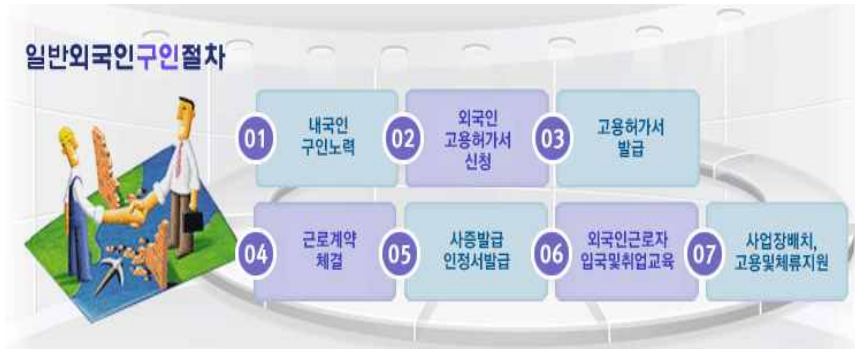 일반외국인구인절차
01
내국인
구인노력
02
외국인
고용허가서
신청
03
고용허가서
발급
04
근로계약
체결
05
사증발급
인정서발급
06
외국인근로자
입국및취업교육
07
사업장배치,
고용및체류지원